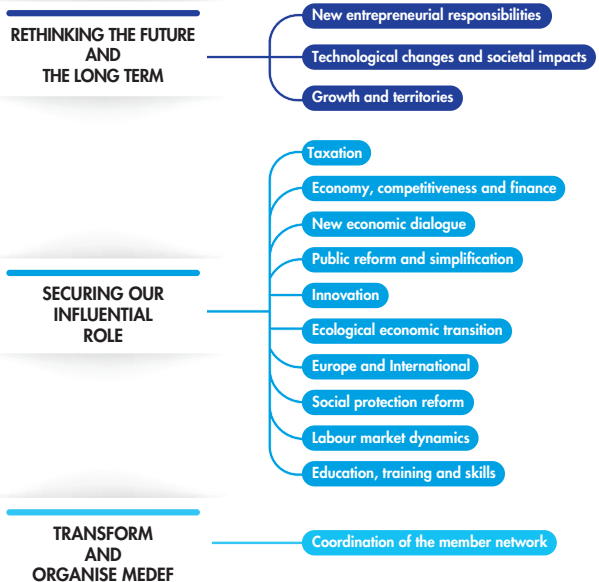 RETHINKING THE FUTURE
AND
THE LONG TERM
New entrepreneurial responsibilities
Technological changes and societal impacts
Growth and territories
SECURING OUR
INFLUENTIAL
ROLE
Taxation
Economy, competitiveness and finance
New economic dialogue
Public reform and simplification
Innovation
Ecological economic transition
Europe and International
Social protection reform
Labour market dynamics
Education, training and skills
TRANSFORM
AND
ORGANISE MEDEF
Coordination of the member network